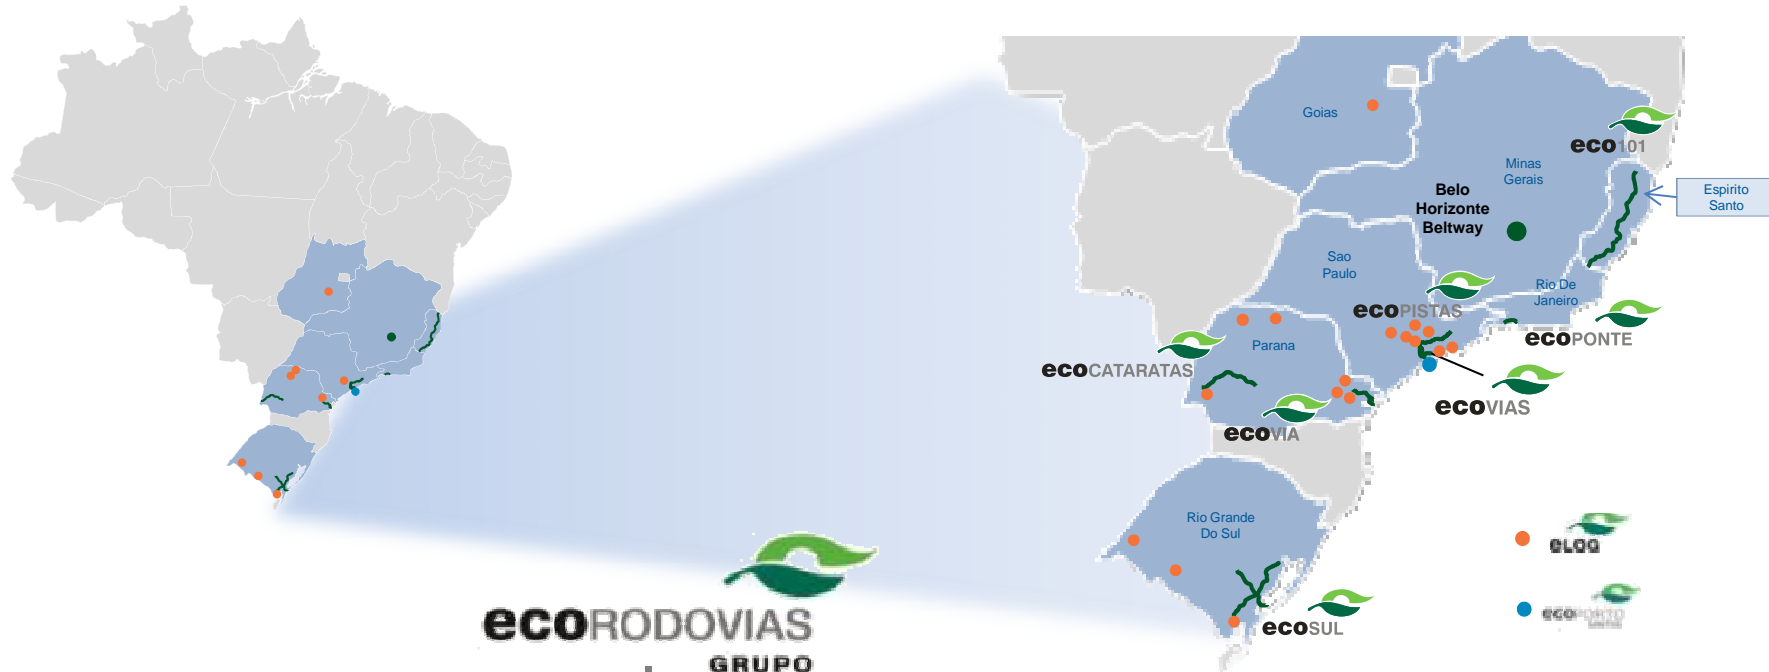 Goias
eco101
Minas
Gerais
Belo
Horizonte
Beltway
Espirito
Santo
Sao
Paulo
Rio De
Janeiro
ecoPISTAS
ecoPONTE
Parana
ecoCATARATAS
ecoVIAS
ecoVIA
Rio Grande
Do Sul
eLOG
ecoPORTO
ecoSUL
ecoRODOVIAS
GRUPO